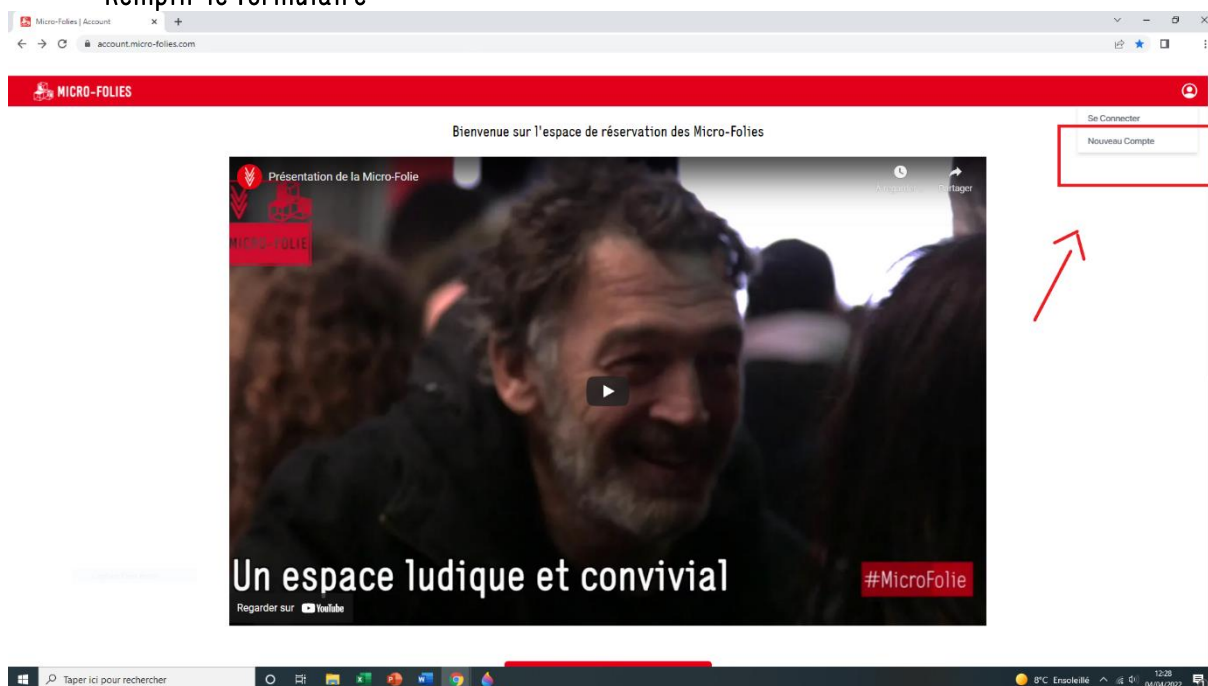 Remplir le formulaire
Micro-Folies | Account
account.micro-folies.com
MICRO-FOLIES
Se Connecter
Nouveau Compte
Bienvenue sur l'espace de réservation des Micro-Folies
Présentation de la Micro-Folie
Partager
MICRO-FOLIE
Un espace ludique et convivial
#MicroFolie
Regarder sur YouTube
Taper ici pour rechercher
8°C Ensoleillé
12:28
04/04/2022